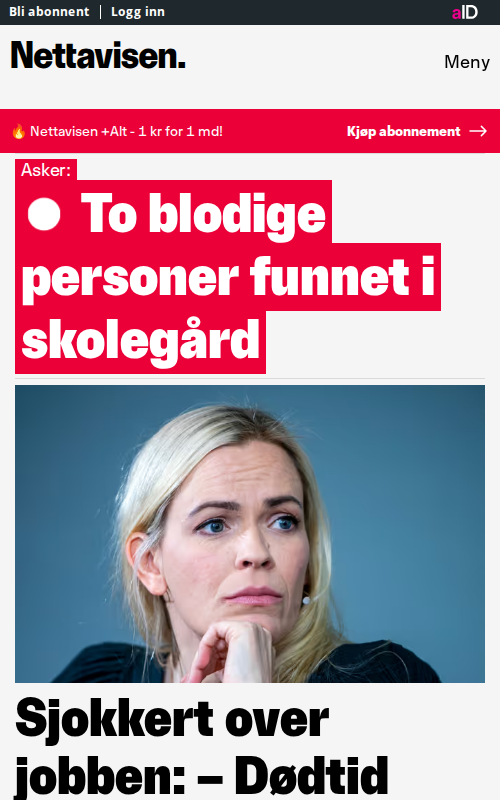 Bli abonnent | Logg inn
aID
Nettavisen.
Meny
🔥 Nettavisen +Alt - 1 kr for 1 md!
Kjøp abonnement →
Asker:
To blodige
personer funnet i
skolegård
Sjokkert over
jobben: – Dødtid